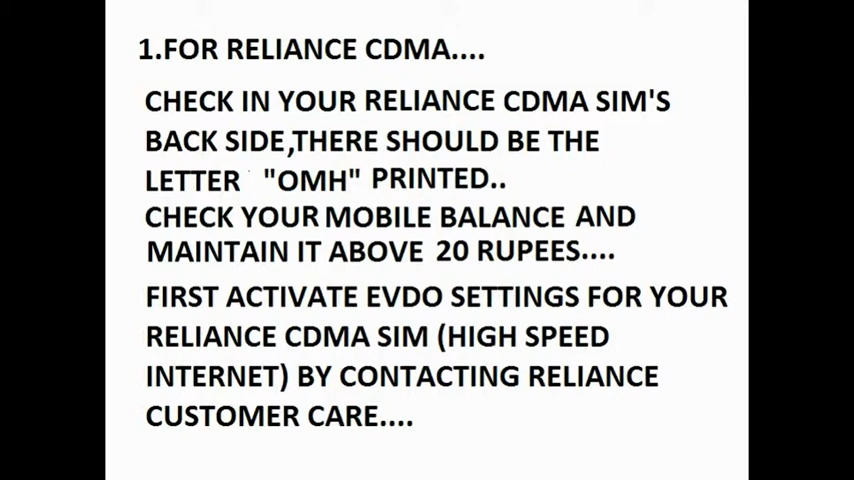 1.FOR RELIANCE CDMA....
CHECK IN YOUR RELIANCE CDMA SIM'S
BACK SIDE,THERE SHOULD BE THE
LETTER "OMH" PRINTED..
CHECK YOUR MOBILE BALANCE AND
MAINTAIN IT ABOVE 20 RUPEES....
FIRST ACTIVATE EVDO SETTINGS FOR YOUR
RELIANCE CDMA SIM (HIGH SPEED
INTERNET) BY CONTACTING RELIANCE
CUSTOMER CARE....